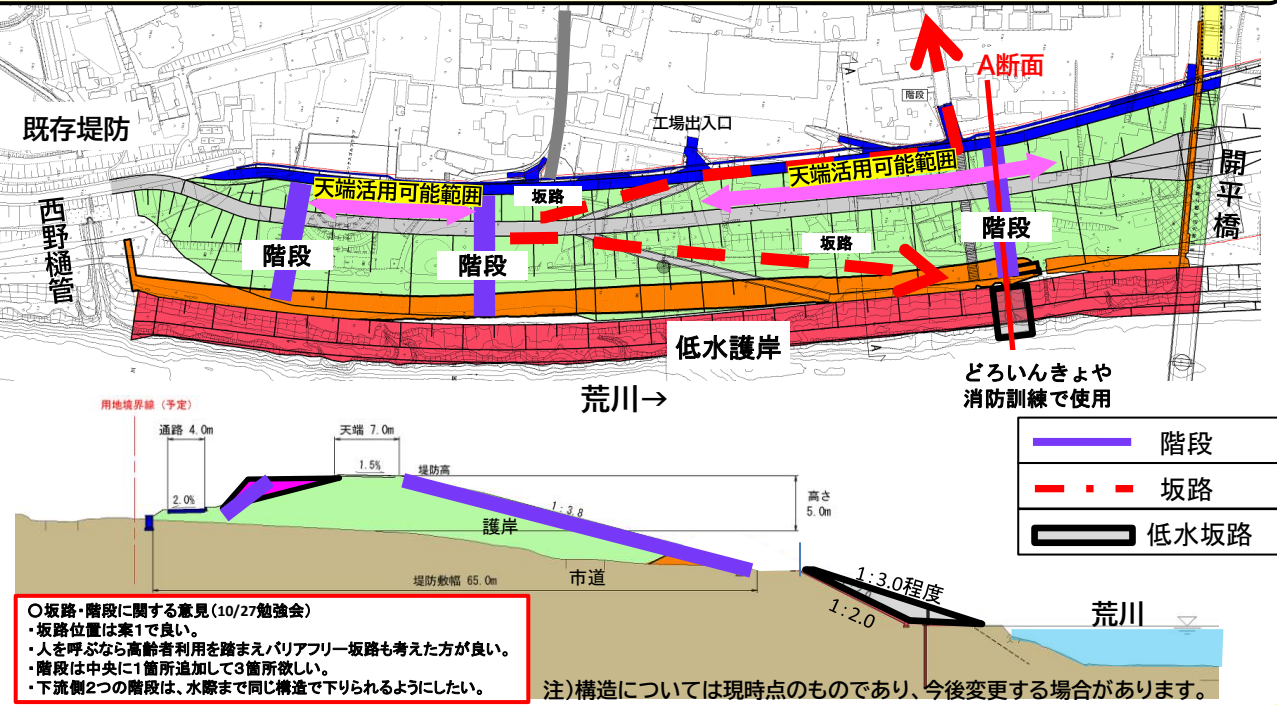 A断面
階段
既存堤防
工場出入口
天端活用可能範囲
天端活用可能範囲
坂路
開平橋
西野樋管
階段
階段
坂路
階段
低水護岸
どろいんきょや
消防訓練で使用
荒川→
用地境界線（予定）
通路 4.0m
天端 7.0m
1.5%
堤防高
2.0%
1:3.8
高さ
5.0m
護岸
市道
堤防敷幅 65.0m
1:3.0程度
1:2.0
荒川
階段
坂路
低水坂路
○坂路・階段に関する意見(10/27勉強会)
・坂路位置は案1で良い。
・人を呼ぶなら高齢者利用を踏まえバリアフリー坂路も考えた方が良い。
・階段は中央に1箇所追加して3箇所欲しい。
・下流側2つの階段は、水際まで同じ構造で下りられるようにしたい。
注）構造については現時点のものであり、今後変更する場合があります。